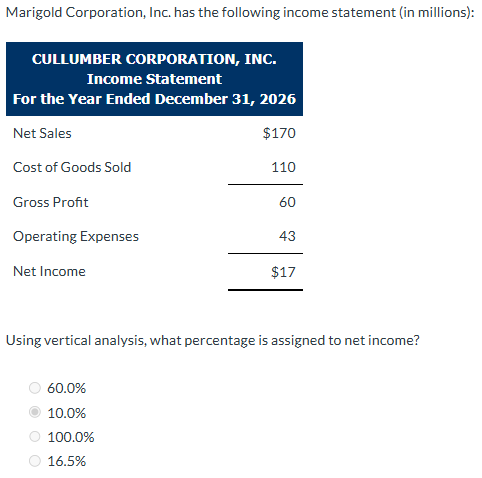 Marigold Corporation, Inc. has the following income statement (in millions):
CULLUMBER CORPORATION, INC.
Income Statement
For the Year Ended December 31, 2026
Net Sales $170
Cost of Goods Sold 110
Gross Profit 60
Operating Expenses 43
Net Income $17
Using vertical analysis, what percentage is assigned to net income?
60.0%
10.0%
100.0%
16.5%